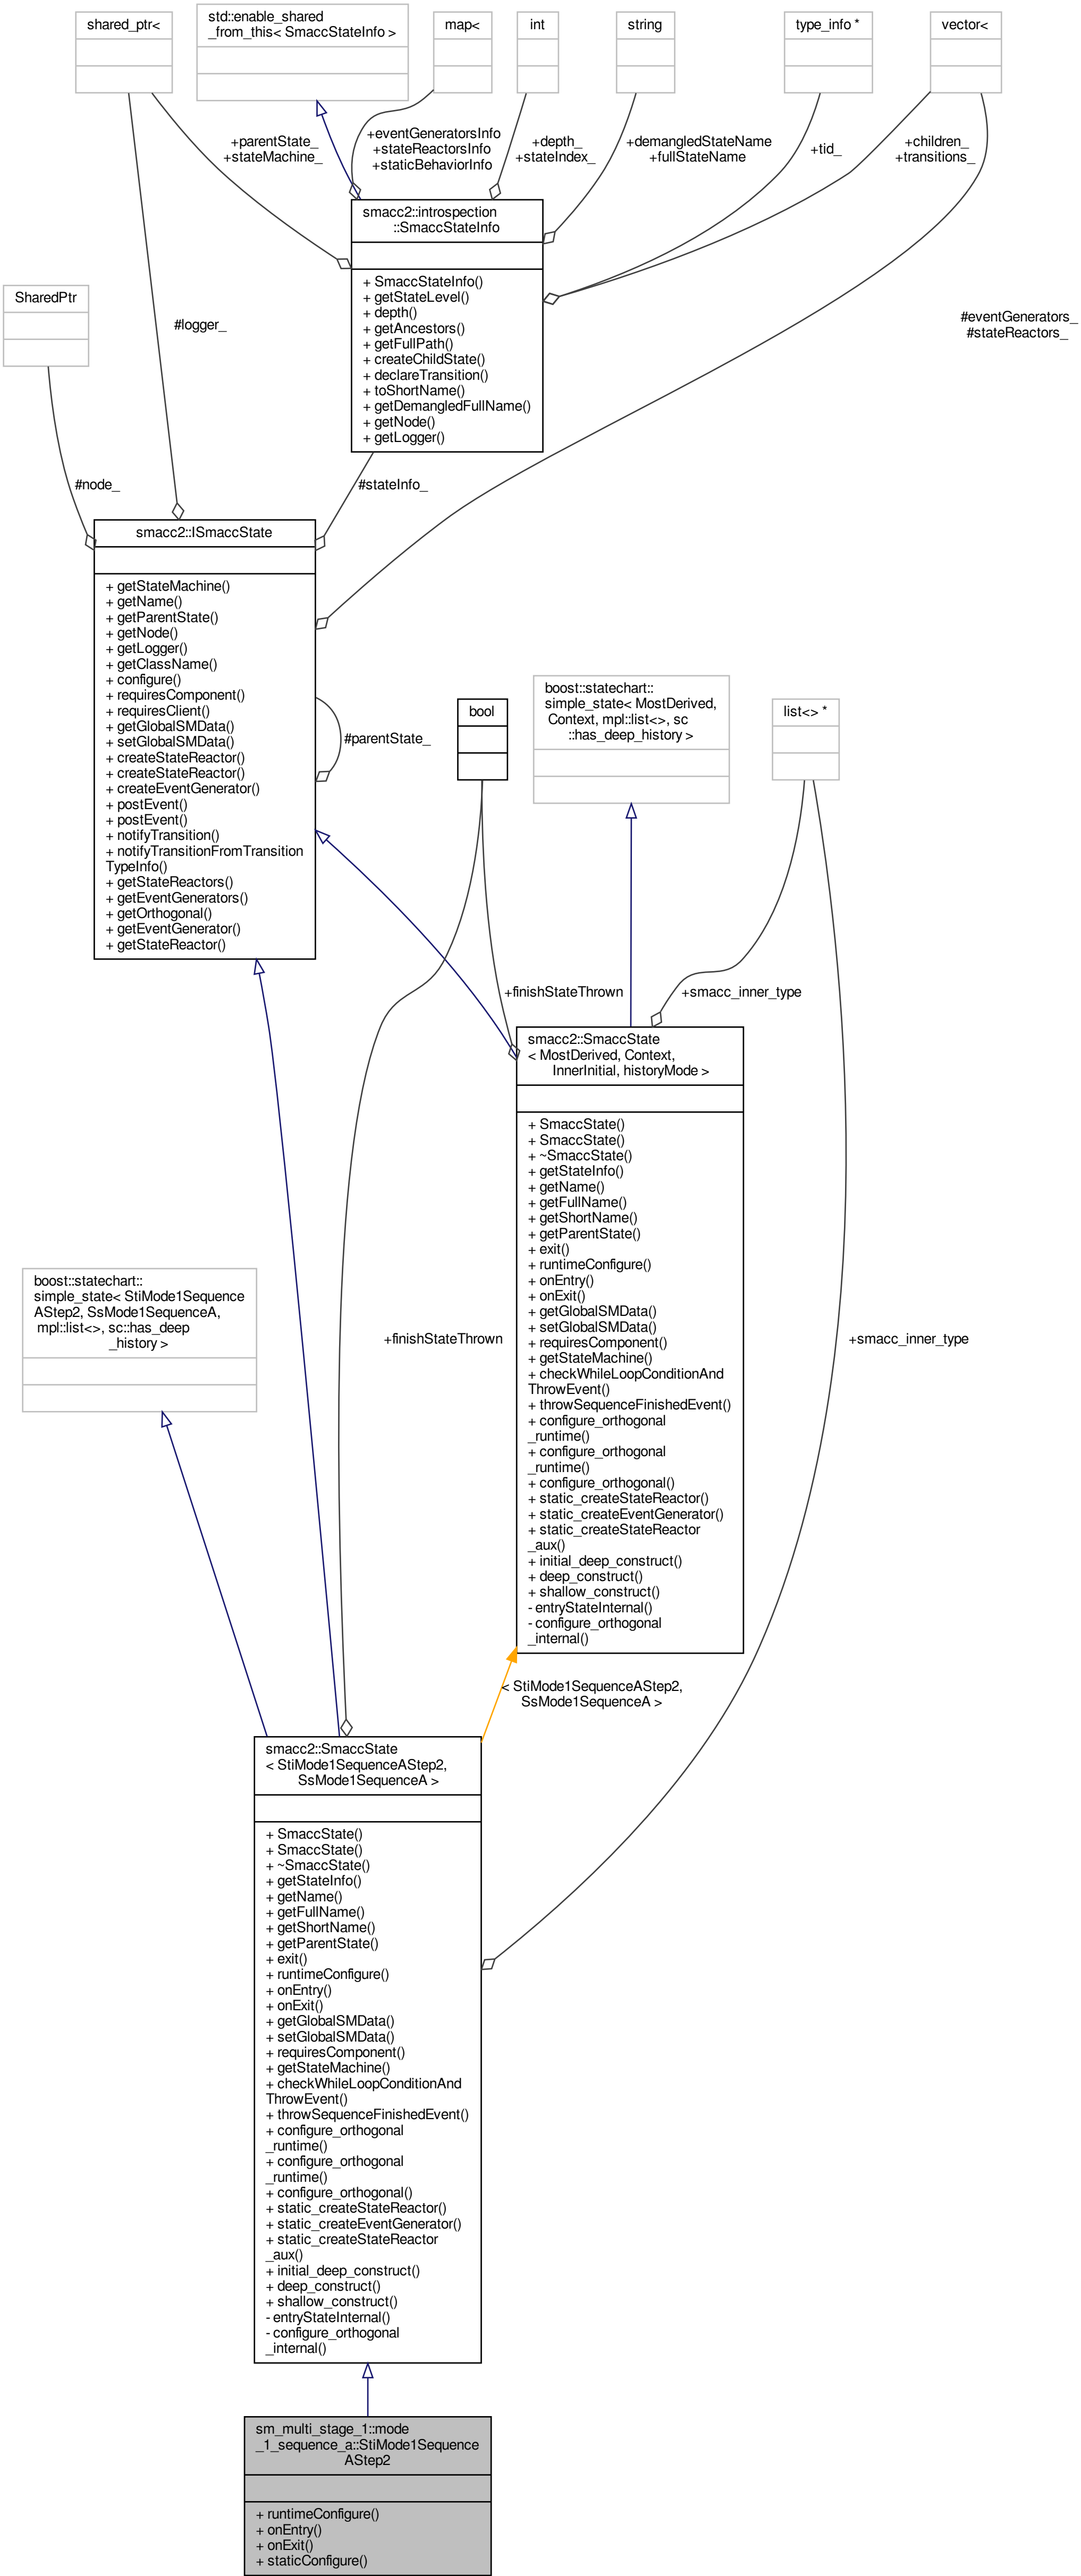 shared_ptr<
std::enable_shared
_from_this< SmaccStateInfo >
map<
int
string
type_info *
vector<
+parentState_
+stateMachine_
+eventGeneratorsInfo
+stateReactorsInfo
+staticBehaviorInfo
+depth_
+stateIndex_
+demangledStateName
+fullStateName
+tid_
+children_
+transitions_
smacc2::introspection
::SmaccStateInfo
+ SmaccStateInfo()
+ getStateLevel()
+ depth()
+ getAncestors()
+ getFullPath()
+ createChildState()
+ declareTransition()
+ toShortName()
+ getDemangledFullName()
+ getNode()
+ getLogger()
SharedPtr
#logger_
#eventGenerators_
#stateReactors_
#node_
#stateInfo_
smacc2::ISmaccState
+ getStateMachine()
+ getName()
+ getParentState()
+ getNode()
+ getLogger()
+ getClassName()
+ configure()
+ requiresComponent()
+ requiresClient()
+ getGlobalSMData()
+ setGlobalSMData()
+ createStateReactor()
+ createStateReactor()
+ createEventGenerator()
+ postEvent()
+ postEvent()
+ notifyTransition()
+ notifyTransitionFromTransition
TypeInfo()
+ getStateReactors()
+ getEventGenerators()
+ getOrthogonal()
+ getEventGenerator()
+ getStateReactor()
#parentState_
bool
boost::statechart::
simple_state< MostDerived,
Context, mpl::list<>, sc
::has_deep_history >
list<> *
+finishStateThrown
+smacc_inner_type
smacc2::SmaccState
< MostDerived, Context,
InnerInitial, historyMode >
+ SmaccState()
+ SmaccState()
+ ~SmaccState()
+ getStateInfo()
+ getName()
+ getFullName()
+ getShortName()
+ getParentState()
+ exit()
+ runtimeConfigure()
+ onEntry()
+ onExit()
+ getGlobalSMData()
+ setGlobalSMData()
+ requiresComponent()
+ getStateMachine()
+ checkWhileLoopConditionAnd
ThrowEvent()
+ throwSequenceFinishedEvent()
+ configure_orthogonal
_runtime()
+ configure_orthogonal
_runtime()
+ configure_orthogonal()
+ static_createStateReactor()
+ static_createEventGenerator()
+ static_createStateReactor
_aux()
+ initial_deep_construct()
+ deep_construct()
+ shallow_construct()
- entryStateInternal()
- configure_orthogonal
_internal()
boost::statechart::
simple_state< StiMode1Sequence
AStep2, SsMode1SequenceA,
mpl::list<>, sc::has_deep
_history >
+finishStateThrown
+smacc_inner_type
< StiMode1SequenceAStep2,
SsMode1SequenceA >
smacc2::SmaccState
< StiMode1SequenceAStep2,
SsMode1SequenceA >
+ SmaccState()
+ SmaccState()
+ ~SmaccState()
+ getStateInfo()
+ getName()
+ getFullName()
+ getShortName()
+ getParentState()
+ exit()
+ runtimeConfigure()
+ onEntry()
+ onExit()
+ getGlobalSMData()
+ setGlobalSMData()
+ requiresComponent()
+ getStateMachine()
+ checkWhileLoopConditionAnd
ThrowEvent()
+ throwSequenceFinishedEvent()
+ configure_orthogonal
_runtime()
+ configure_orthogonal
_runtime()
+ configure_orthogonal()
+ static_createStateReactor()
+ static_createEventGenerator()
+ static_createStateReactor
_aux()
+ initial_deep_construct()
+ deep_construct()
+ shallow_construct()
- entryStateInternal()
- configure_orthogonal
_internal()
sm_multi_stage_1::mode
_1_sequence_a::StiMode1Sequence
AStep2
+ runtimeConfigure()
+ onEntry()
+ onExit()
+ staticConfigure()